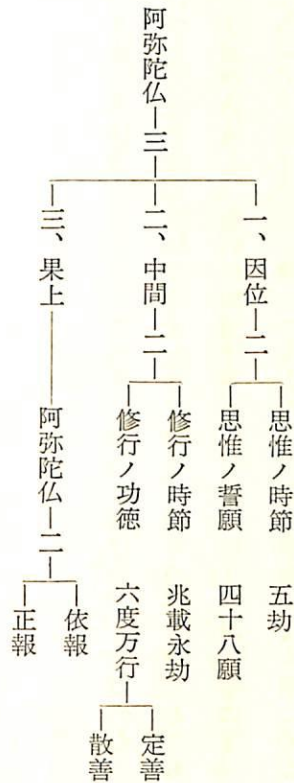 阿弥陀仏―三
一、因位―二
思惟ノ時節　五劫
思惟ノ誓願　四十八願
二、中間―二
修行ノ時節　兆載永劫
修行ノ功徳　六度万行
定善
散善
三、果上
阿弥陀仏―二
依報
正報